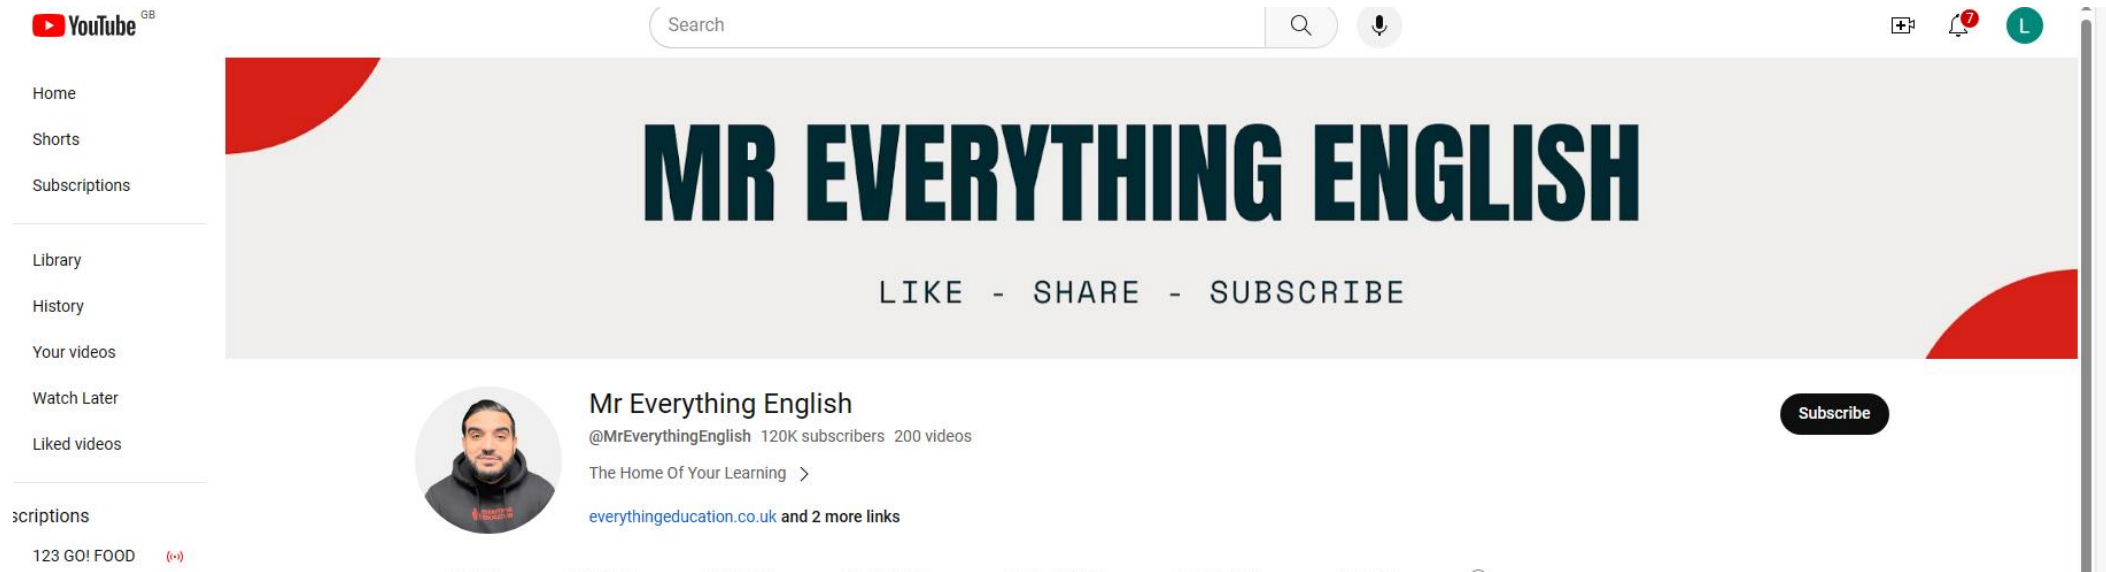 YouTube GB
Search
7
L
Home
Shorts
Subscriptions
Library
History
Your videos
Watch Later
Liked videos
scriptions
123 GO! FOOD
MR EVERYTHING ENGLISH
LIKE - SHARE - SUBSCRIBE
Mr Everything English
@MrEverythingEnglish 120K subscribers 200 videos
The Home Of Your Learning
everythingeducation.co.uk and 2 more links
Subscribe